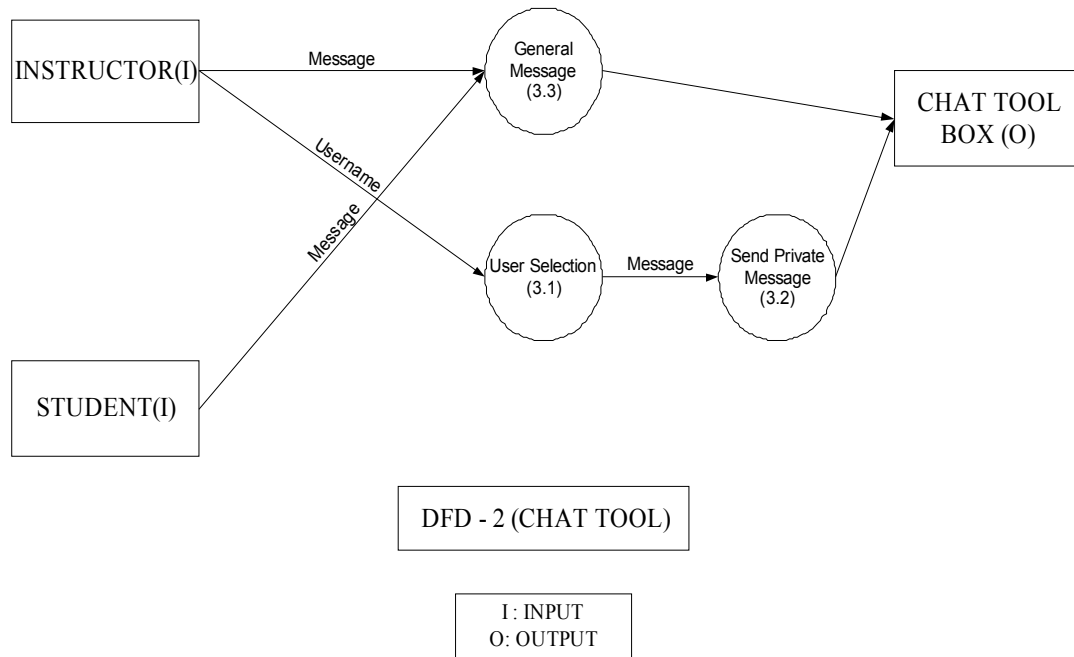 INSTRUCTOR(I)
Message
General
Message
(3.3)
CHAT TOOL
BOX (O)
Username
Message
User Selection
(3.1)
Message
Send Private
Message
(3.2)
STUDENT(I)
DFD - 2 (CHAT TOOL)
I : INPUT
O: OUTPUT